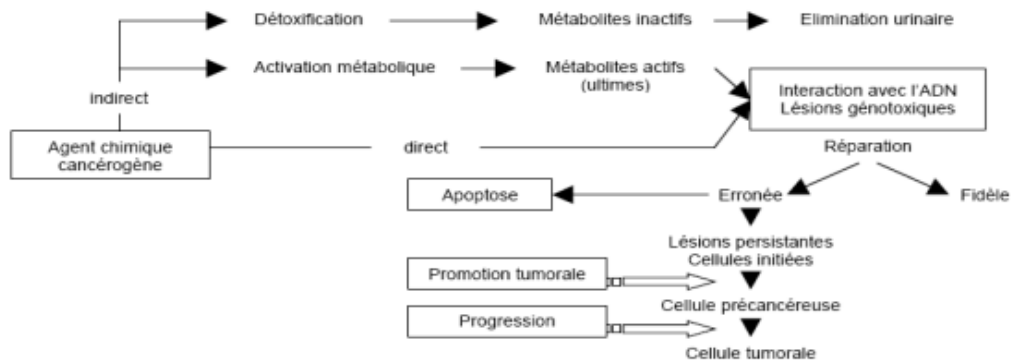 Détoxification
Métabolites inactifs
Elimination urinaire
Activation métabolique
Métabolites actifs
(ultimes)
Interaction avec l'ADN
Lésions génotoxiques
indirect
Agent chimique
cancérogène
direct
Réparation
Apoptose
Erronée
Fidèle
Lésions persistantes
Cellules initiées
Promotion tumorale
Cellule précancéreuse
Progression
Cellule tumorale